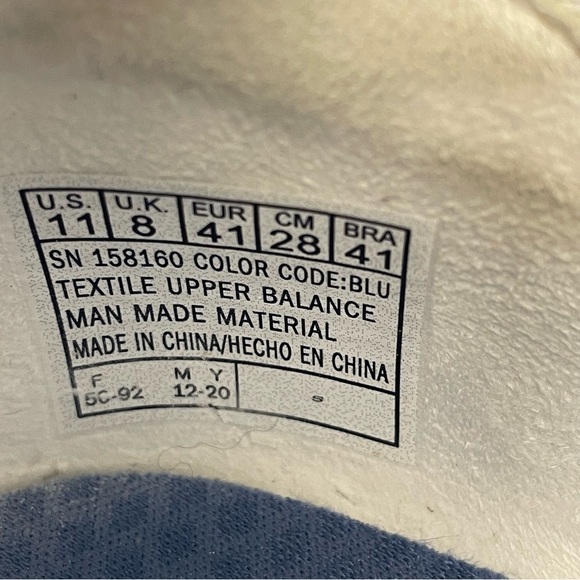 U.S. U.K. EUR CM BRA
11 8 41 28 41
SN 158160 COLOR CODE:BLU
TEXTILE UPPER BALANCE
MAN MADE MATERIAL
MADE IN CHINA/HECHO EN CHINA
F M Y
5C-92 12-20 S